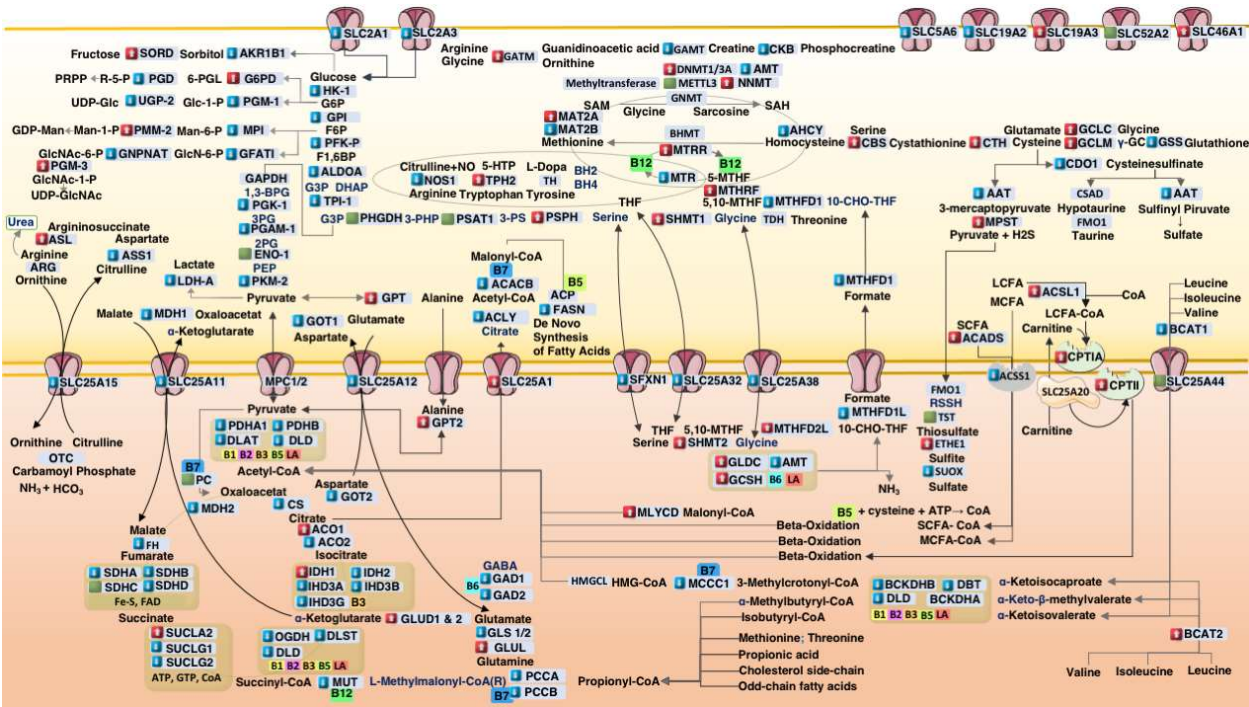 SLC2A1 SLC2A3 SLC5A6 SLC19A2 SLC19A3 SLC52A2 SLC46A1
Fructose SORD Sorbitol AKR1B1
Arginine
Glycine
GATM
Guanidinoacetic acid
Ornithine
GAMT Creatine CKB Phosphocreatine
PRPP R-5-P PGD 6-PGL G6PD Glucose
HK-1
G6P
DNMT1/3A AMT
Methyltransferase METTL3 NNMT
UDP-Glc UGP-2 Glc-1-P PGM-1
GPI
F6P
SAM GNMT SAH
Glycine Sarcosine
GDP-Man Man-1-P PMM-2 Man-6-P MPI
PFK-P
F1,6BP
MAT2A
MAT2B
Methionine
BHMT
MTRR
AHCY
Homocysteine
Serine
CBS Cystathionine CTH
Glutamate GCLC Glycine
Cysteine GCLM γ-GC GSS Glutathione
GlcNAc-6-P GNPNAT GlcN-6-P GFATI
PGM-3
GlcNAc-1-P
UDP-GlcNAc
ALDOA
G3P DHAP
TPI-1
GAPDH
1,3-BPG
PGK-1
3PG
PGAM-1
2PG
ENO-1
PEP
PKM-2
Citrulline+NO 5-HTP L-Dopa
NOS1 TPH2 TH
Arginine Tryptophan Tyrosine
BH2
BH4
B12 B12
MTR 5-MTHF
MTHRF
5,10-MTHF MTHFD1 10-CHO-THF
CDO1 Cysteinesulfinate
AAT CSAD AAT
3-mercaptopyruvate Hypotaurine Sulfinyl Piruvate
MPST FMO1
Pyruvate + H2S Taurine Sulfate
G3P PHGDH 3-PHP PSAT1 3-PS PSPH Serine
THF
SHMT1 Glycine TDH Threonine
Urea
Argininosuccinate
ASL
Arginine
ARG
Ornithine
Aspartate
ASS1
Citrulline
Lactate
LDH-A
Pyruvate GPT Alanine
Malonyl-CoA
B7
ACACB
Acetyl-CoA
ACLY
Citrate
B5
ACP
FASN
De Novo
Synthesis
of Fatty Acids
MTHFD1
Formate
Malate MDH1 Oxaloacetat
α-Ketoglutarate
GOT1 Glutamate
Aspartate
LCFA
ACSL1 CoA
MCFA
LCFA-CoA
SCFA Carnitine
ACADS
CPTIA
Leucine
Isoleucine
Valine
BCAT1
SLC25A15 SLC25A11 MPC1/2 SLC25A12 SLC25A1 SFXN1 SLC25A32 SLC25A38 ACSS1 SLC25A20 CPTII SLC25A44
Ornithine Citrulline
OTC
Carbamoyl Phosphate
NH3 + HCO3
Pyruvate
PDHA1 PDHB
DLAT DLD
B1 B2 B3 B5 LA
Acetyl-CoA
Alanine
GPT2
THF 5,10-MTHF
Serine SHMT2 Glycine
Formate
MTHFD1L
10-CHO-THF
MTHFD2L
FMO1
RSSH
TST
Thiosulfate
ETHE1
Sulfite
SUOX
Sulfate
Carnitine
GLDC AMT
GCSH B6 LA
NH3
B7
PC
Oxaloacetat
MDH2
Aspartate
GOT2
CS
Citrate
ACO1
ACO2
Isocitrate
IDH1 IDH2
IHD3A IHD3B
IHD3G B3
α-Ketoglutarate GLUD1 & 2
MLYCD Malonyl-CoA
B5 + cysteine + ATP→ CoA
Beta-Oxidation SCFA- CoA
Beta-Oxidation MCFA-CoA
Beta-Oxidation
Malate
FH
Fumarate
SDHA SDHB
SDHC SDHD
Fe-S, FAD
Succinate
SUCLA2
SUCLG1
SUCLG2
ATP, GTP, CoA
GABA
B6 GAD1
GAD2
Glutamate
GLS 1/2
GLUL
Glutamine
HMGCL HMG-CoA
B7
MCCC1 3-Methylcrotonyl-CoA
BCKDHB DBT
DLD BCKDHA
B1 B2 B3 B5 LA
α-Ketoisocaproate
α-Keto-β-methylvalerate
α-Ketoisovalerate
α-Methylbutyryl-CoA
Isobutyryl-CoA
Methionine; Threonine
Propionic acid
Cholesterol side-chain
Odd-chain fatty acids
BCAT2
Valine Isoleucine Leucine
OGDH DLST
DLD
B1 B2 B3 B5 LA
Succinyl-CoA MUT L-Methylmalonyl-CoA(R) PCCA Propionyl-CoA
B12 B7 PCCB